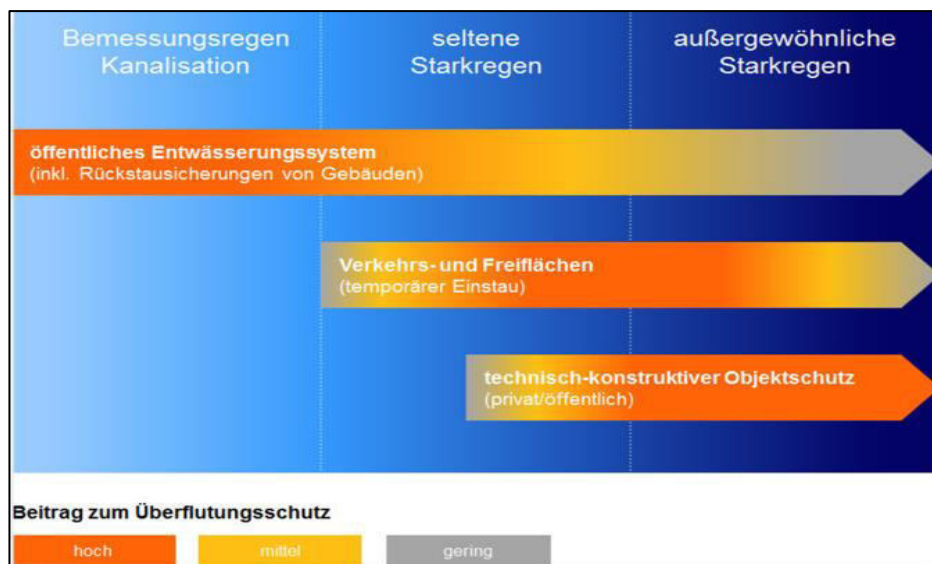 Bemessungsregen
Kanalisation
seltene
Starkregen
außergewöhnliche
Starkregen
öffentliches Entwässerungssystem
(inkl. Rückstausicherungen von Gebäuden)
Verkehrs- und Freiflächen
(temporärer Einstau)
technisch-konstruktiver Objektschutz
(privat/öffentlich)
Beitrag zum Überflutungsschutz
hoch
mittel
gering